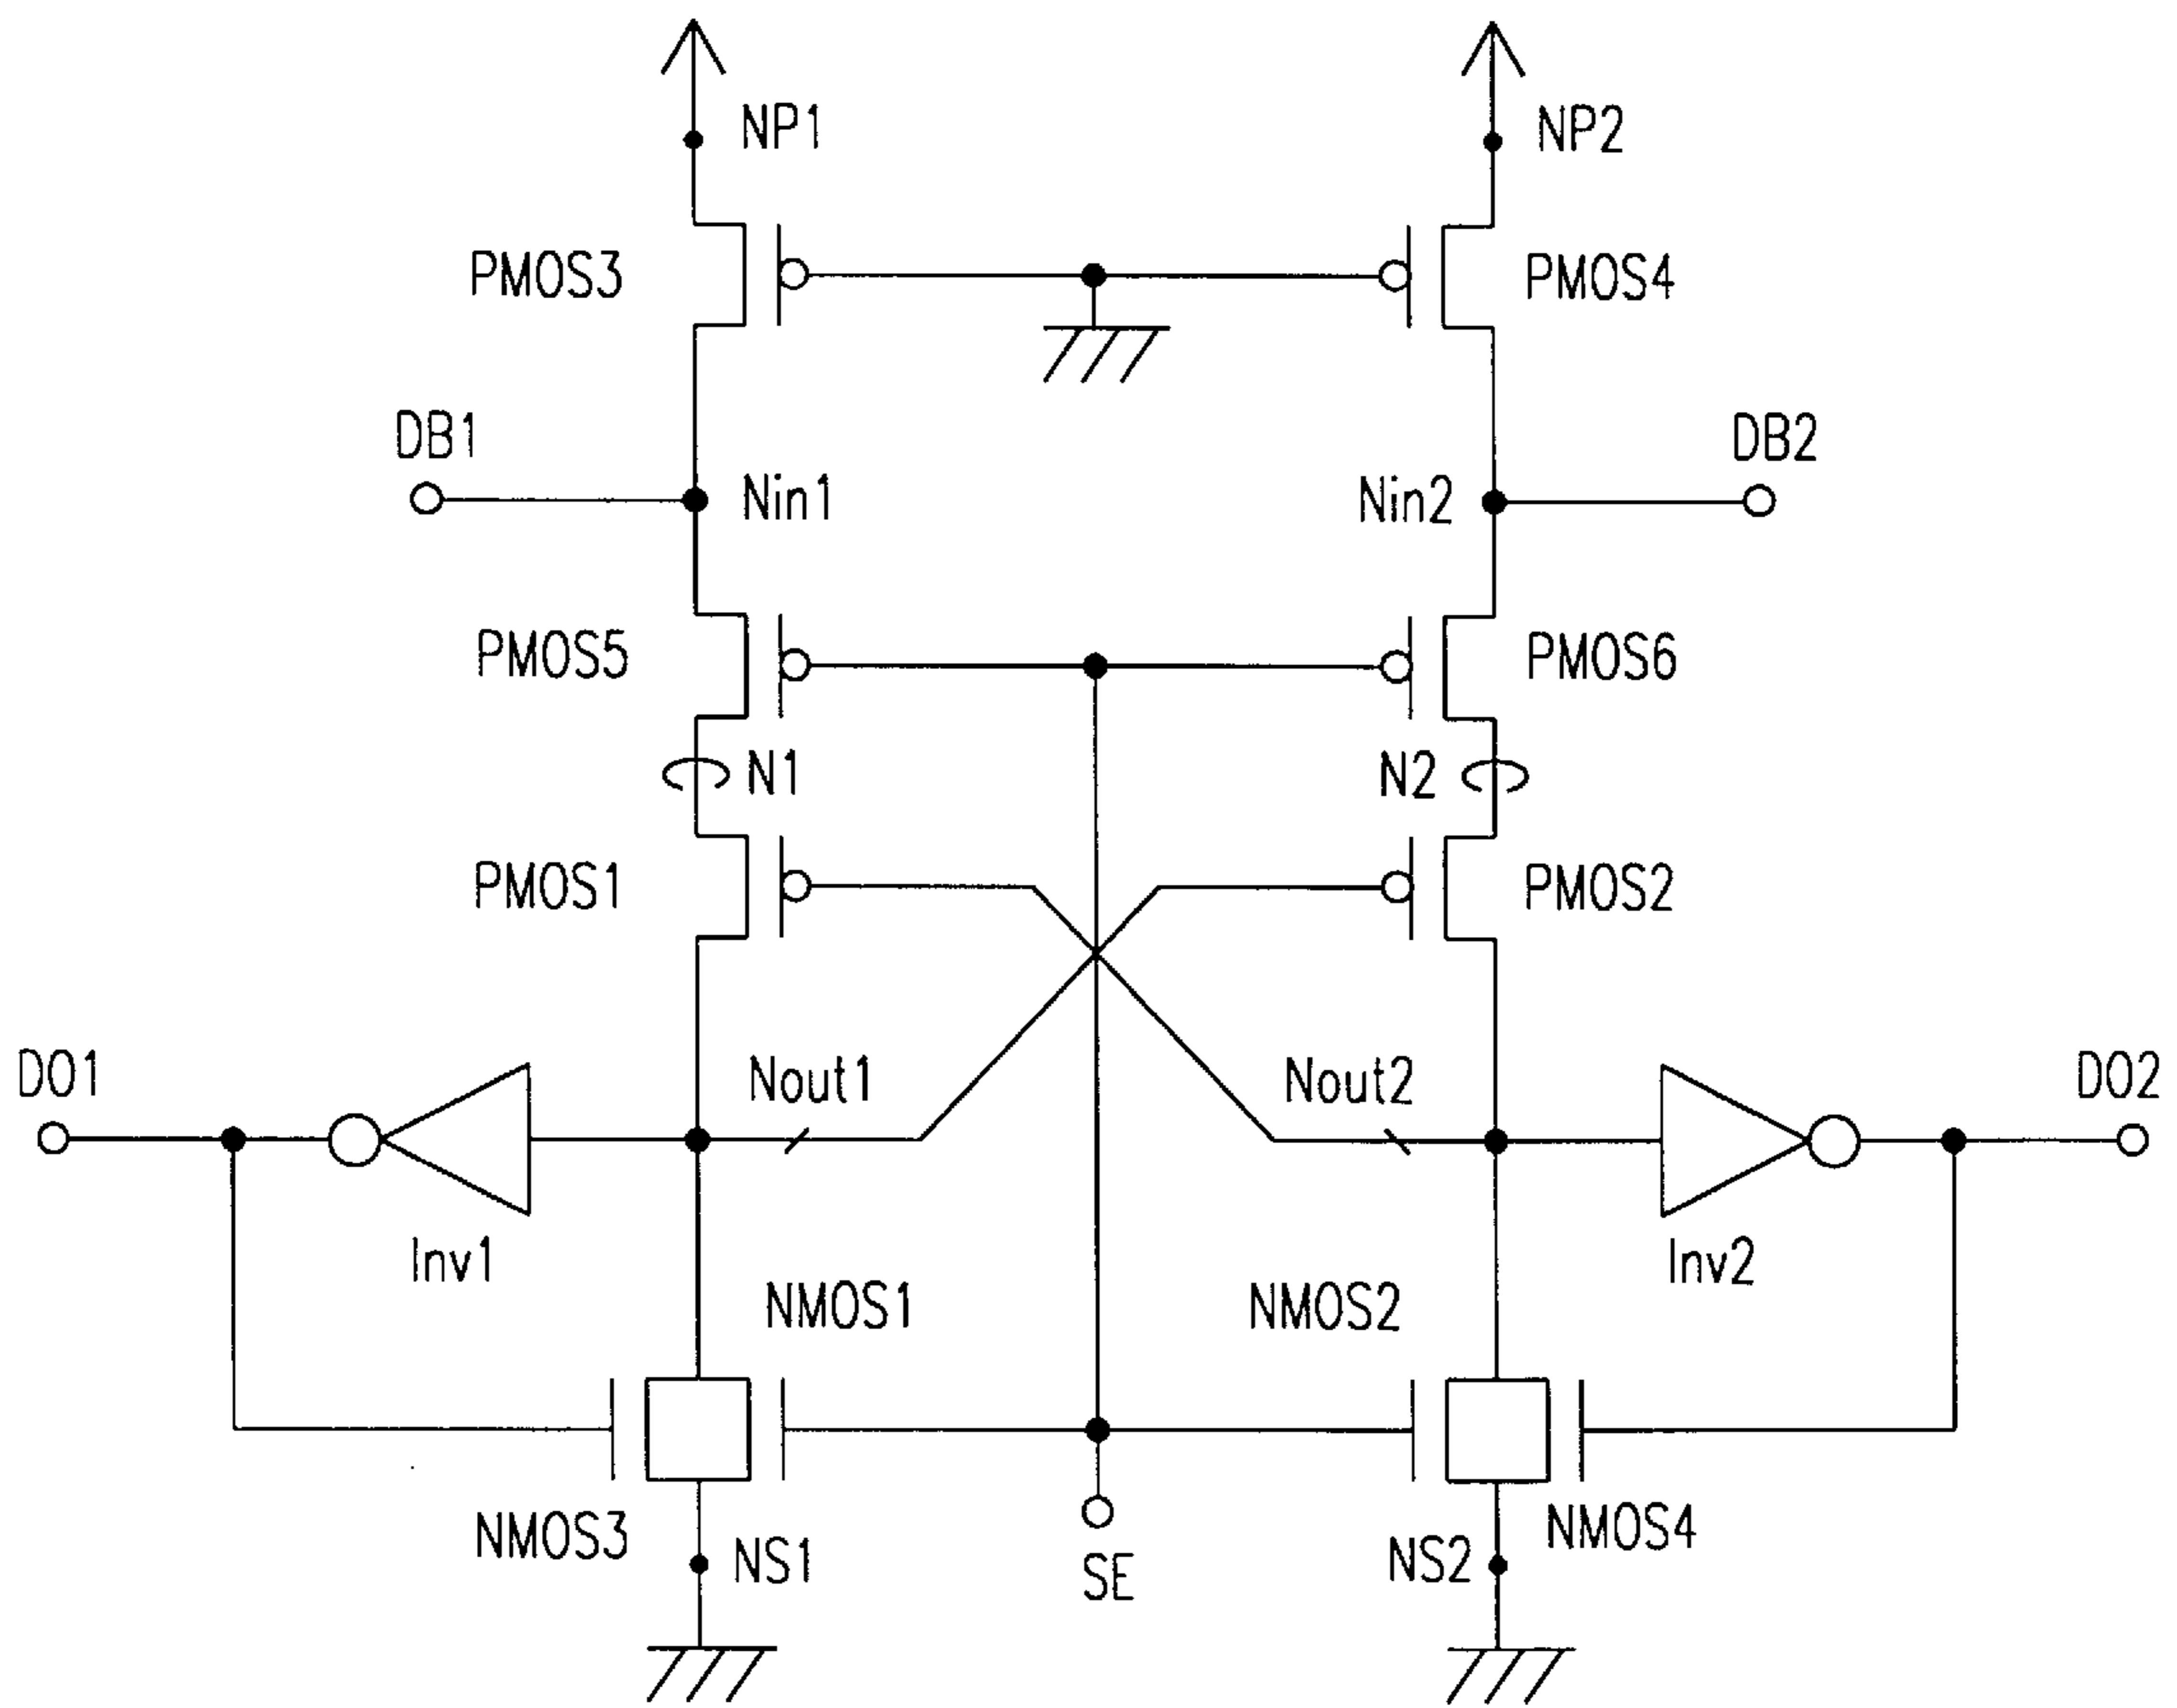 NP1
NP2
PMOS3
PMOS4
DB1
DB2
Nin1
Nin2
PMOS5
PMOS6
N1
N2
PMOS1
PMOS2
DO1
Nout1
Nout2
DO2
Inv1
Inv2
NMOS1
NMOS2
NMOS3
NMOS4
NS1
NS2
SE